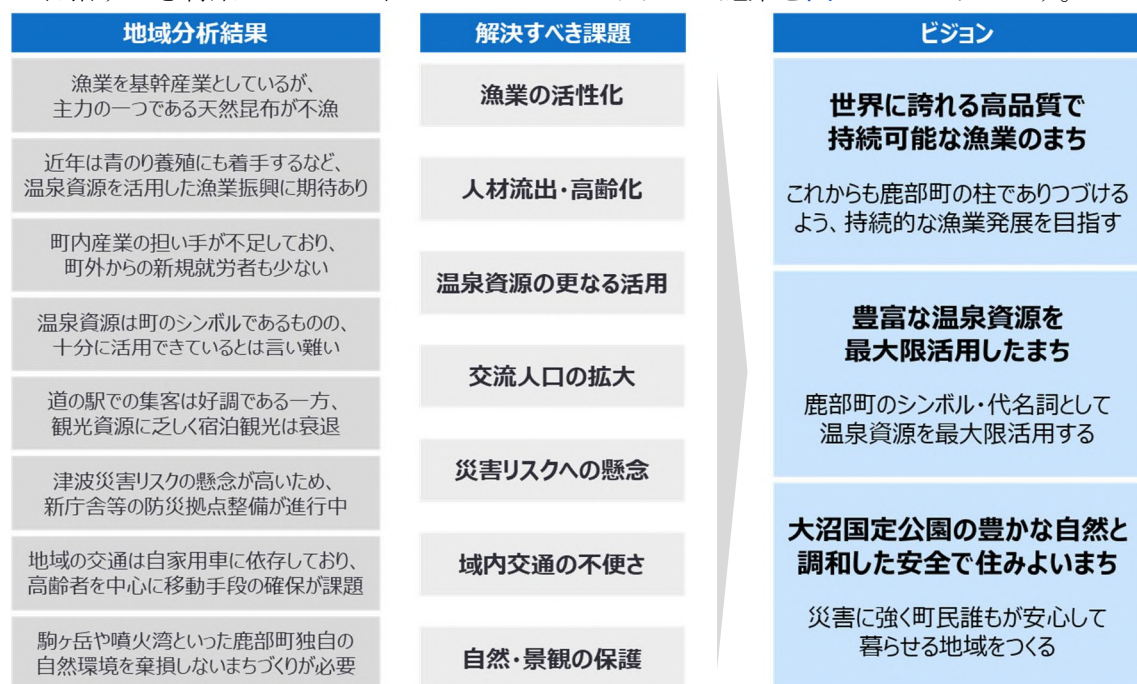 地域分析結果
漁業を基幹産業としているが、
主力の一つである天然昆布が不漁
近年は青のり養殖にも着手するなど、
温泉資源を活用した漁業振興に期待あり
町内産業の担い手が不足しており、
町外からの新規就労者も少ない
温泉資源は町のシンボルであるものの、
十分に活用できているとは言い難い
道の駅での集客は好調である一方、
観光資源に乏しく宿泊観光は衰退
津波災害リスクの懸念が高いため、
新庁舎等の防災拠点整備が進行中
地域の交通は自家用車に依存しており、
高齢者を中心に移動手段の確保が課題
駒ヶ岳や噴火湾といった鹿部町独自の
自然環境を棄損しないまちづくりが必要
解決すべき課題
漁業の活性化
人材流出・高齢化
温泉資源の更なる活用
交流人口の拡大
災害リスクへの懸念
域内交通の不便さ
自然・景観の保護
ビジョン
世界に誇れる高品質で
持続可能な漁業のまち
これからも鹿部町の柱でありつづける
よう、持続的な漁業発展を目指す
豊富な温泉資源を
最大限活用したまち
鹿部町のシンボル・代名詞として
温泉資源を最大限活用する
大沼国定公園の豊かな自然と
調和した安全で住みよいまち
災害に強く町民誰もが安心して
暮らせる地域をつくる